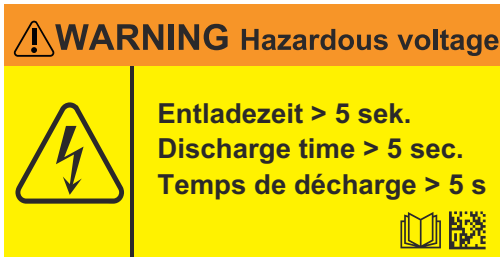 WARNING Hazardous voltage
Entladezeit > 5 sek.
Discharge time > 5 sec.
Temps de décharge > 5 s